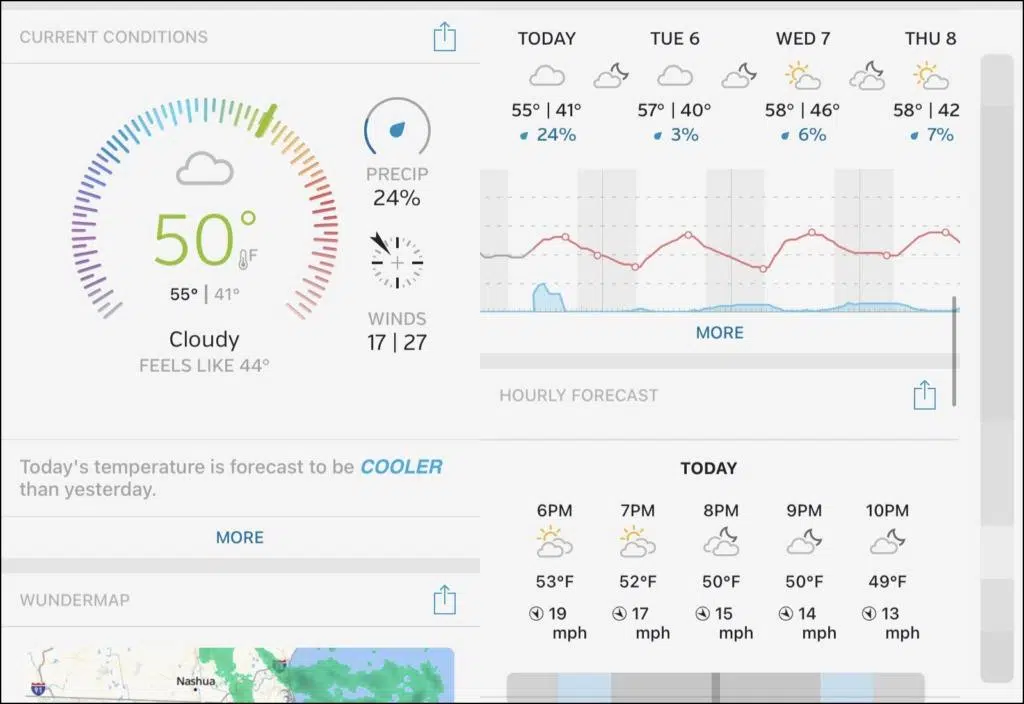 CURRENT CONDITIONS
50°
F
55° | 41°
Cloudy
FEELS LIKE 44°
PRECIP
24%
WINDS
17 | 27
Today's temperature is forecast to be COOLER
than yesterday.
MORE
WUNDERMAP
91
Nashua
TODAY TUE 6 WED 7 THU 8
55° | 41° 57° | 40° 58° | 46° 58° | 42
24% 3% 6% 7%
MORE
HOURLY FORECAST
TODAY
6PM 7PM 8PM 9PM 10PM
53°F 52°F 50°F 50°F 49°F
19 17 15 14 13
mph mph mph mph mph